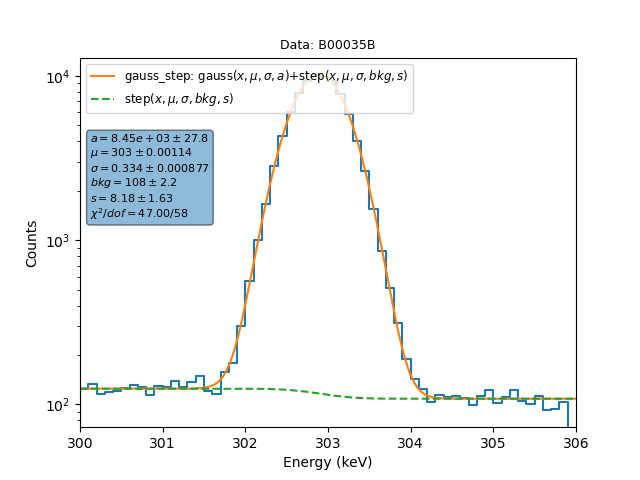 Data: B00035B
gauss_step: gauss(x, μ, σ, a)+step(x, μ, σ, bkg, s)
step(x, μ, σ, bkg, s)
a = 8.45e + 03 ± 27.8
μ = 303 ± 0.00114
σ = 0.334 ± 0.000877
bkg = 108 ± 2.2
s = 8.18 ± 1.63
χ²/dof = 47.00/58
10⁴
10³
10²
Counts
300 301 302 303 304 305 306
Energy (keV)